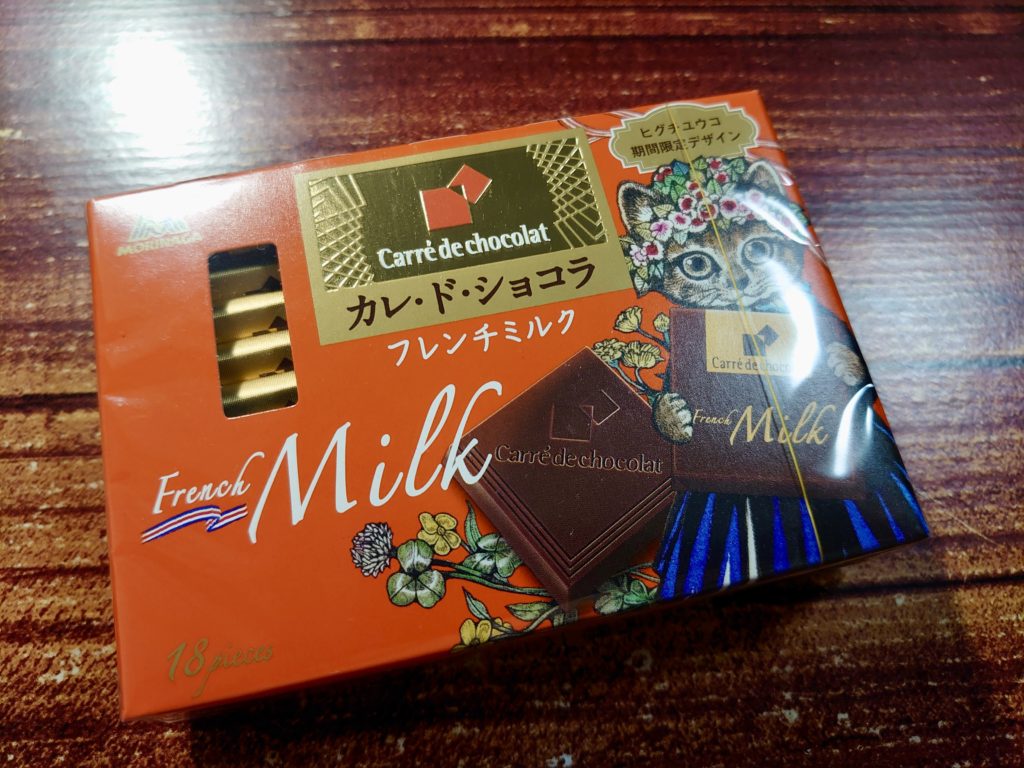 MORINAGA
Carré de chocolat
カレ・ド・ショコラ
フレンチミルク
ヒグチユウコ
期間限定デザイン
French Milk
Carré de chocolat
Carré de chocol
French Milk
18 pieces